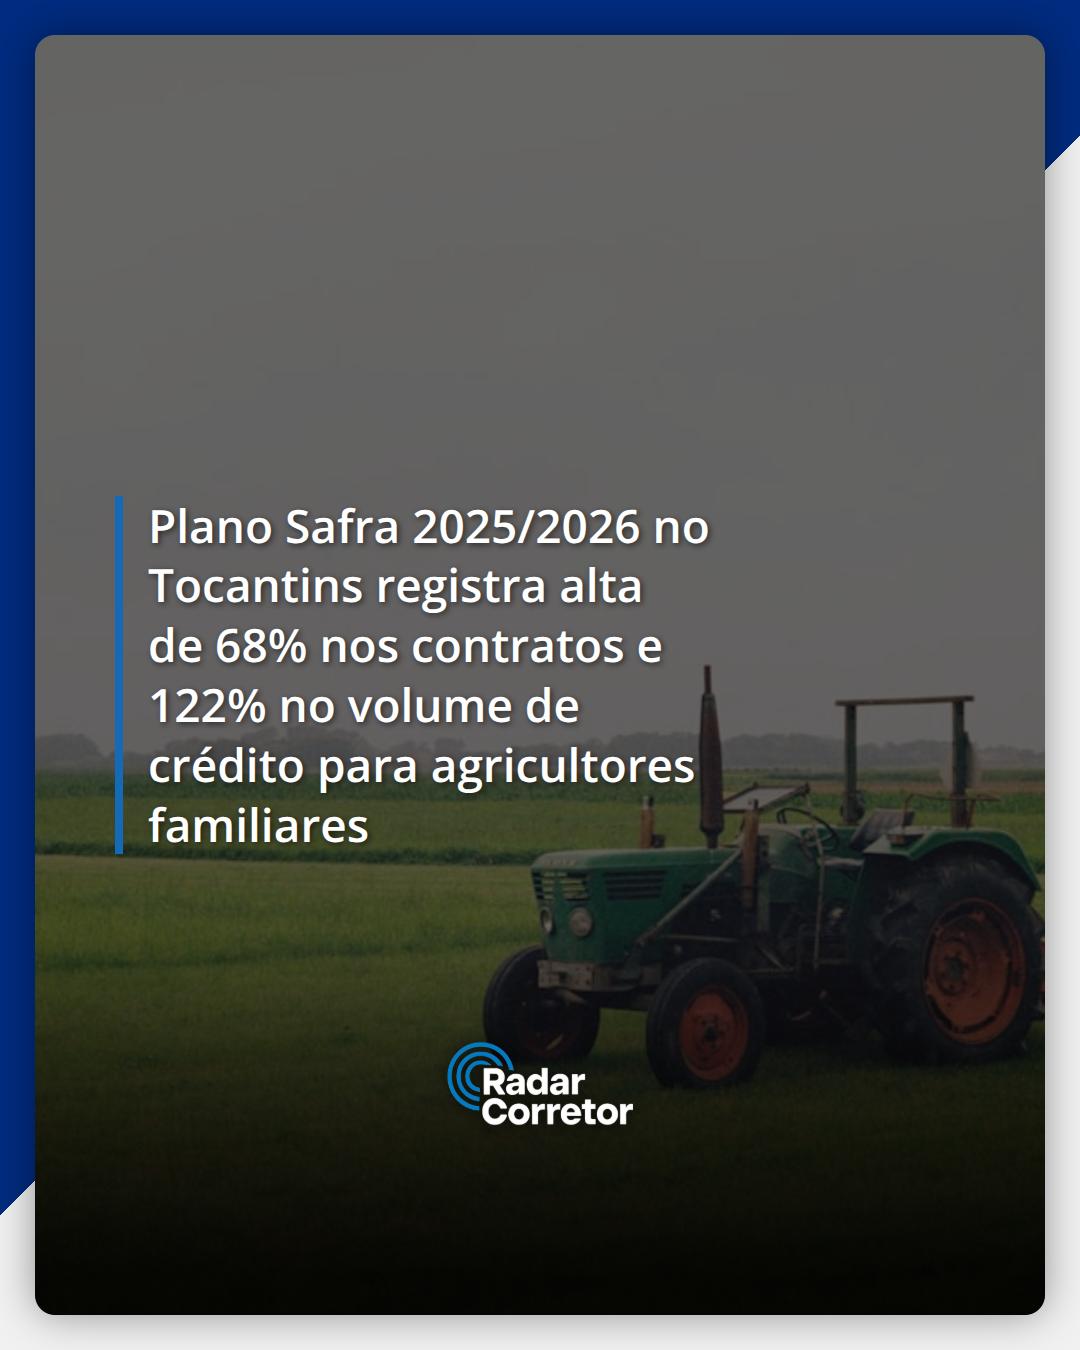 Plano Safra 2025/2026 no
Tocantins registra alta
de 68% nos contratos e
122% no volume de
crédito para agricultores
familiares
Radar
Corretor